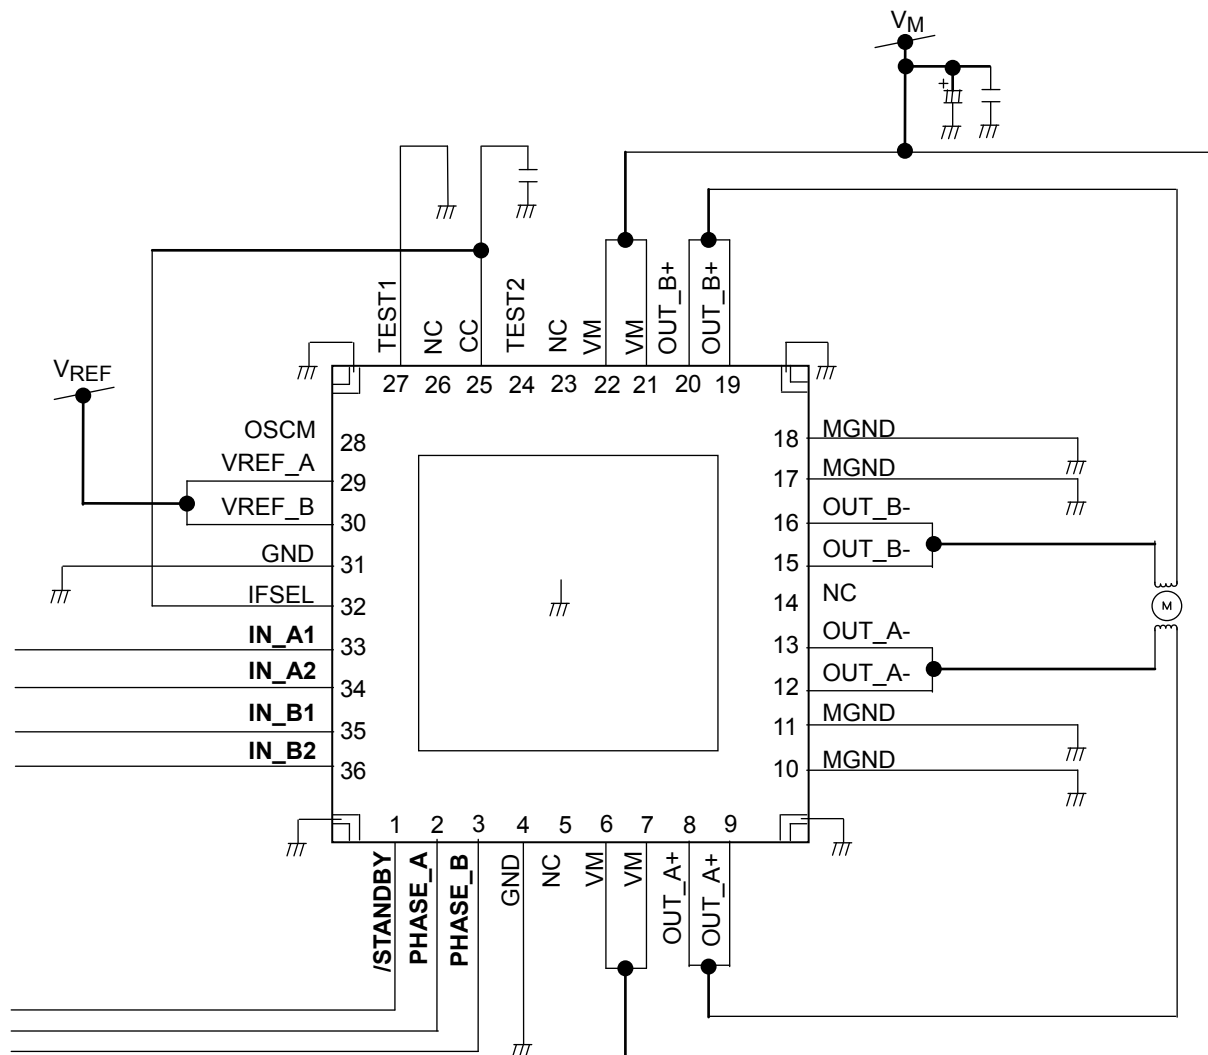 VM
+
TEST1
NC
CC
TEST2
NC
VM
VM
OUT_B+
OUT_B+
27
26
25
24
23
22
21
20
19
VREF
OSCM
28
VREF_A
29
VREF_B
30
GND
31
IFSEL
32
IN_A1
33
IN_A2
34
IN_B1
35
IN_B2
36
18
MGND
17
MGND
16
OUT_B-
15
OUT_B-
14
NC
13
OUT_A-
12
OUT_A-
11
MGND
10
MGND
M
1
2
3
4
5
6
7
8
9
/STANDBY
PHASE_A
PHASE_B
GND
NC
VM
VM
OUT_A+
OUT_A+